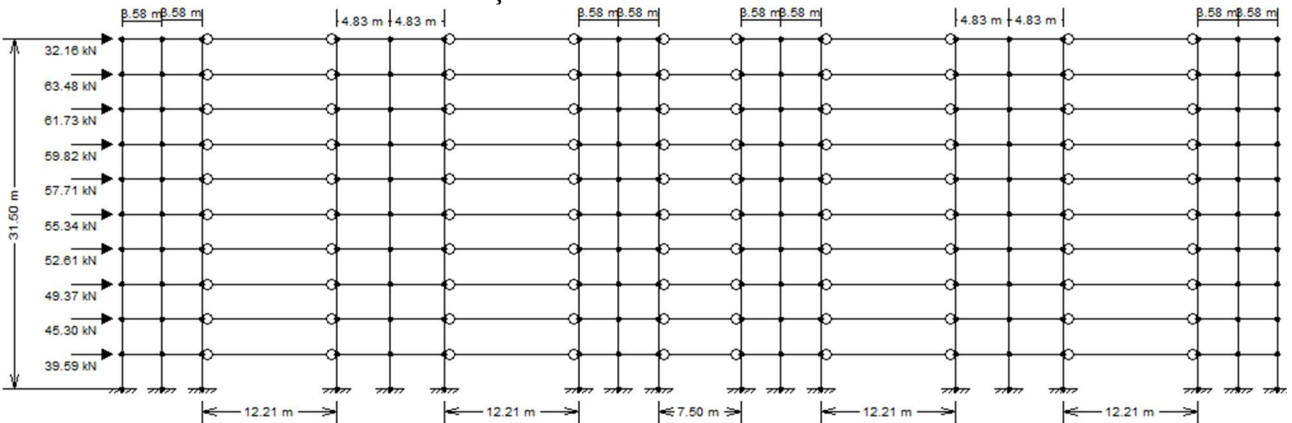 3.58 m 3.58 m
4.83 m 4.83 m
3.58 m 3.58 m
3.58 m 3.58 m
4.83 m 4.83 m
3.58 m 3.58 m
32.16 kN
63.48 kN
61.73 kN
59.82 kN
57.71 kN
55.34 kN
52.61 kN
49.37 kN
45.30 kN
39.59 kN
31.50 m
12.21 m
12.21 m
7.50 m
12.21 m
12.21 m